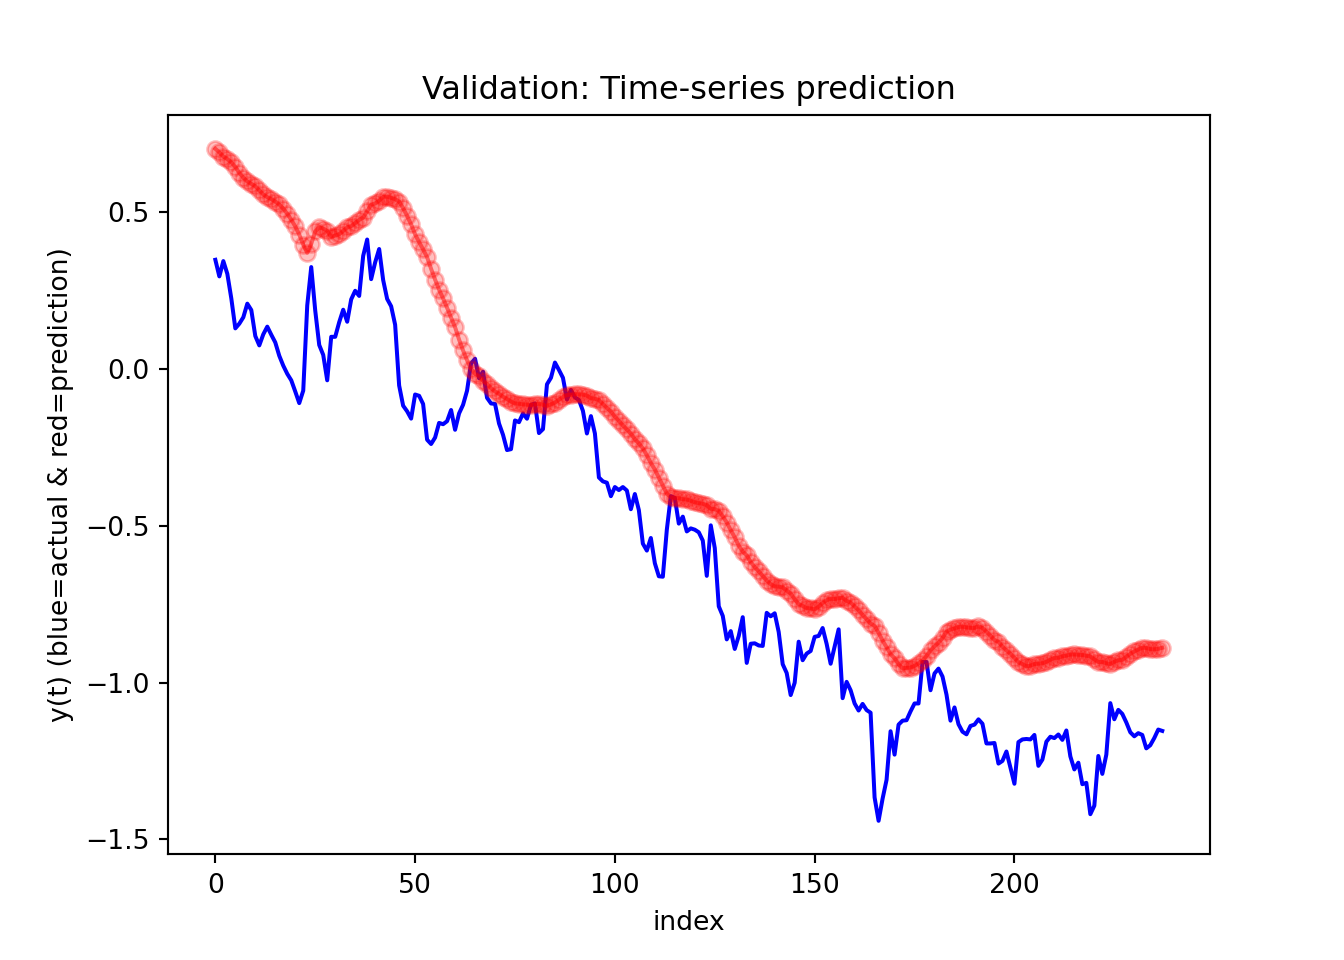 Validation: Time-series prediction
y(t) (blue=actual & red=prediction)
0.5
0.0
−0.5
−1.0
−1.5
0 50 100 150 200
index